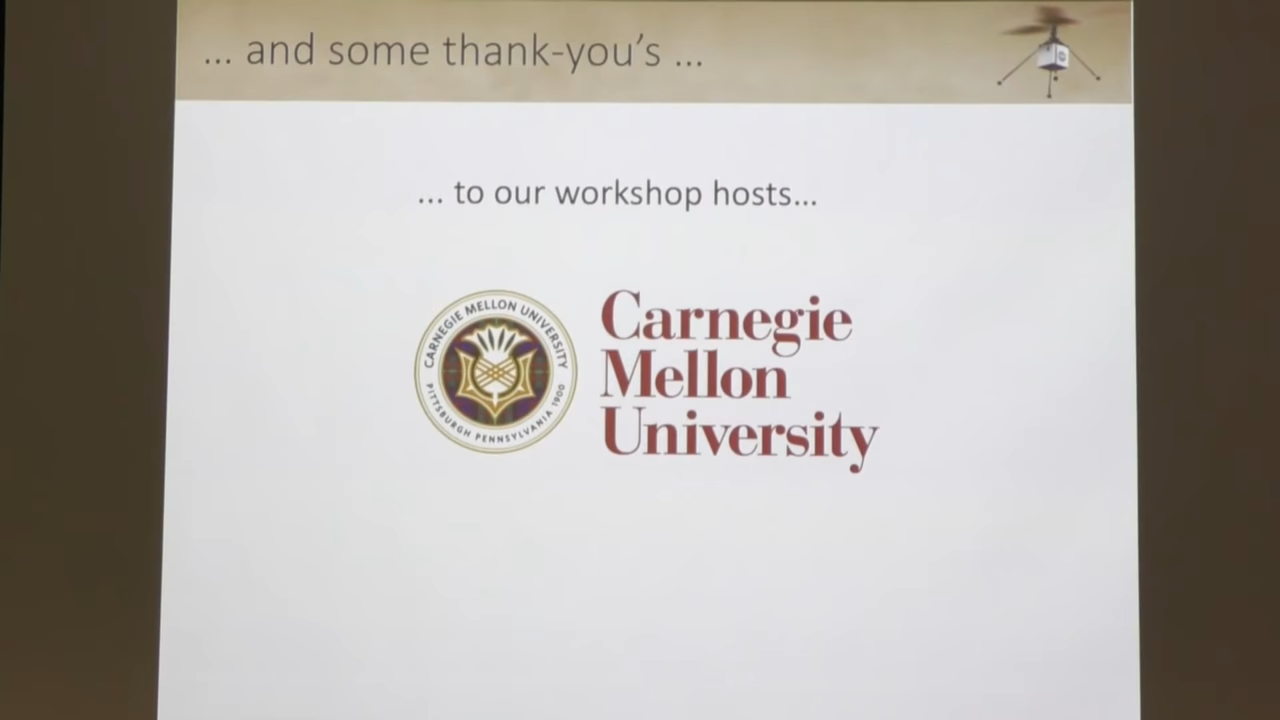 ... and some thank-you's ...
... to our workshop hosts...
CARNEGIE MELLON UNIVERSITY
PITTSBURGH PENNSYLVANIA 1900
Carnegie
Mellon
University